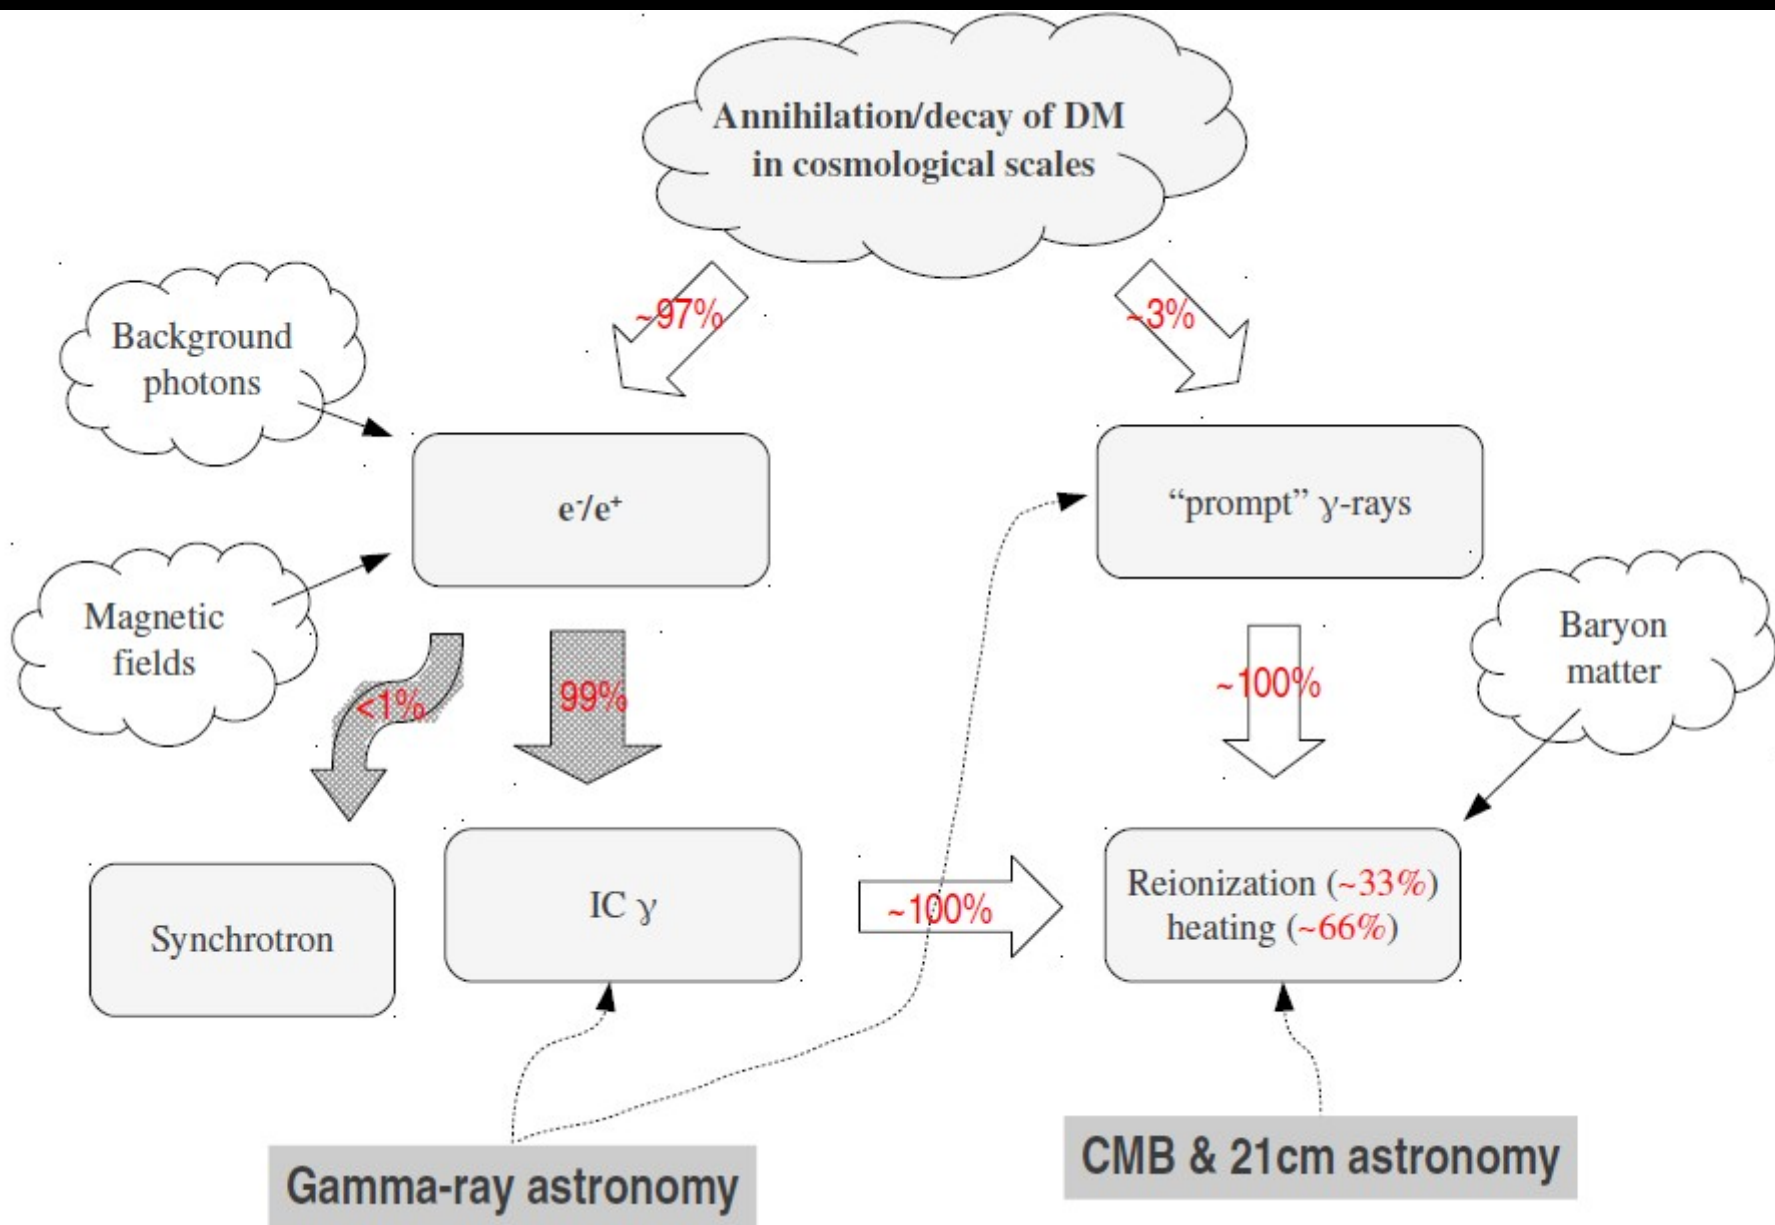 Annihilation/decay of DM
in cosmological scales
~97%
~3%
Background
photons
e⁻/e⁺
“prompt” γ-rays
Magnetic
fields
<1%
99%
~100%
Baryon
matter
Synchrotron
IC γ
~100%
Reionization (~33%)
heating (~66%)
Gamma-ray astronomy
CMB & 21cm astronomy